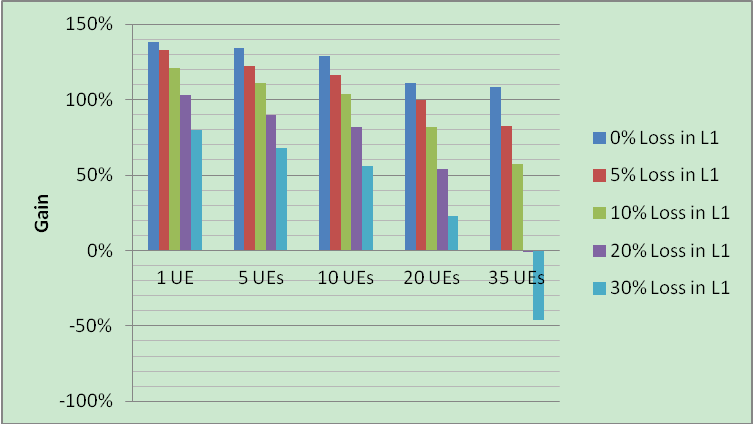 150%
100%
50%
0%
-50%
-100%
Gain
1 UE
5 UEs
10 UEs
20 UEs
35 UEs
0% Loss in L1
5% Loss in L1
10% Loss in L1
20% Loss in L1
30% Loss in L1